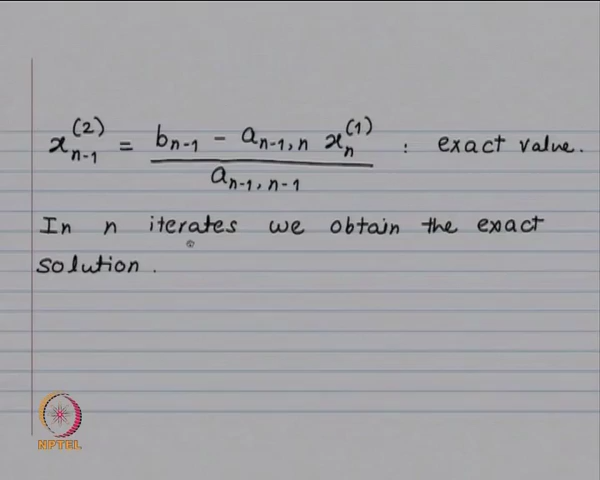 x_{n-1}^{(2)} = \frac{b_{n-1} - a_{n-1,n} x_n^{(1)}}{a_{n-1,n-1}} : exact value.
In n iterates we obtain the exact
solution.
NPTEL